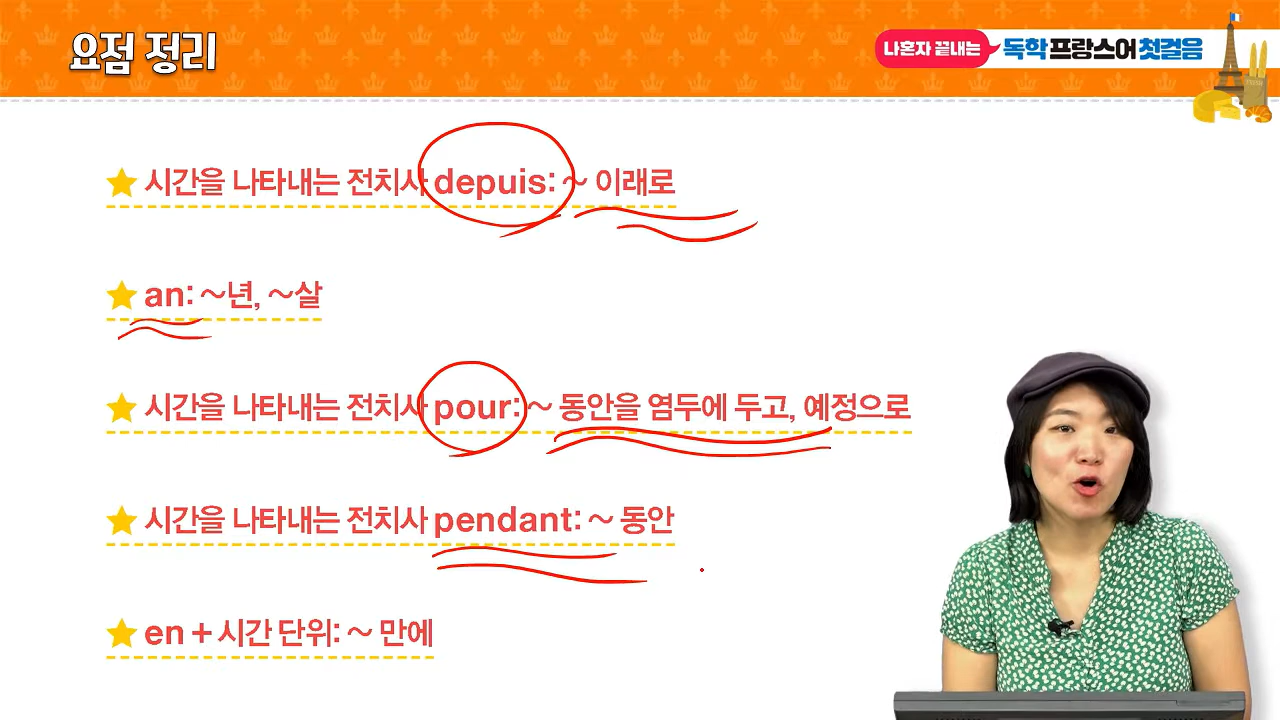 요점 정리
나혼자 끝내는 독학 프랑스어 첫걸음
시간을 나타내는 전치사 depuis: ~ 이래로
an: ~년, ~살
시간을 나타내는 전치사 pour: ~ 동안을 염두에 두고, 예정으로
시간을 나타내는 전치사 pendant: ~ 동안
en + 시간 단위: ~ 만에